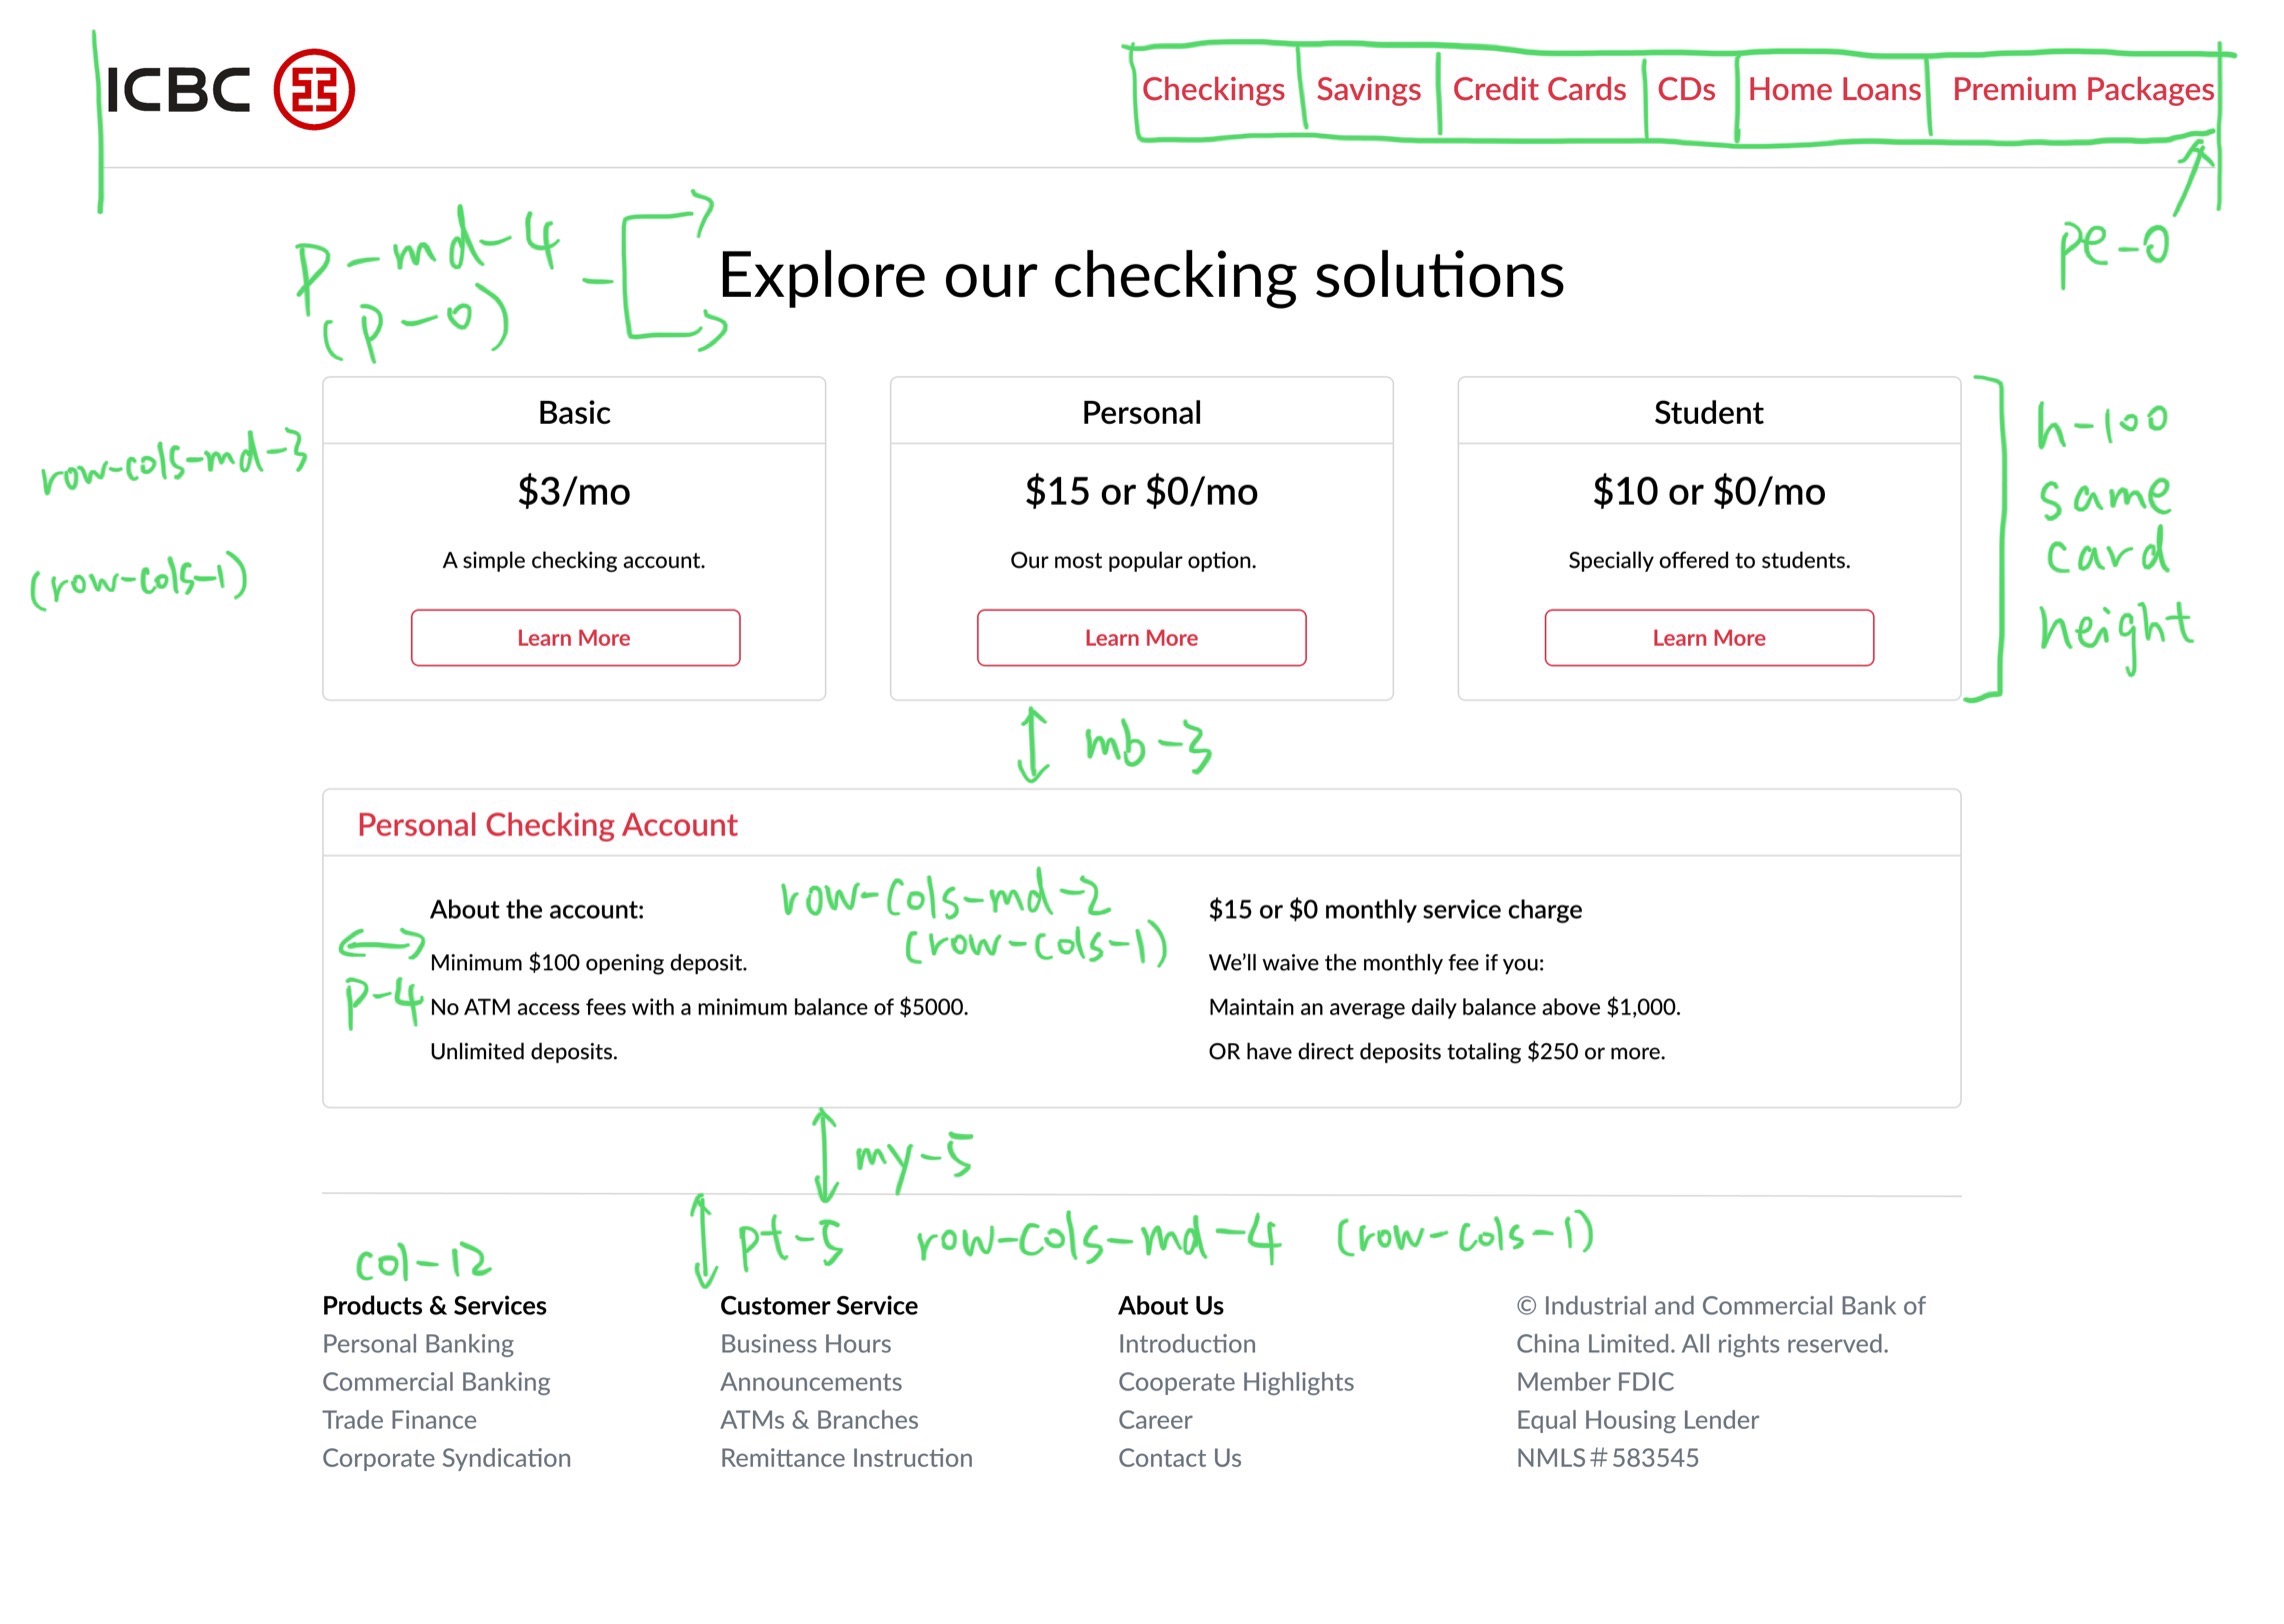 ICBC
Checkings Savings Credit Cards CDs Home Loans Premium Packages
pe-0
p-md-4
(p-0)
Explore our checking solutions
row-cols-md-3
(row-cols-1)
Basic
$3/mo
A simple checking account.
Learn More
Personal
$15 or $0/mo
Our most popular option.
Learn More
Student
$10 or $0/mo
Specially offered to students.
Learn More
h-100
same
card
height
mb-3
Personal Checking Account
row-cols-md-2
(row-cols-1)
p-4
About the account:
Minimum $100 opening deposit.
No ATM access fees with a minimum balance of $5000.
Unlimited deposits.
$15 or $0 monthly service charge
We’ll waive the monthly fee if you:
Maintain an average daily balance above $1,000.
OR have direct deposits totaling $250 or more.
my-5
pt-5
row-cols-md-4 (row-cols-1)
col-12
Products & Services
Personal Banking
Commercial Banking
Trade Finance
Corporate Syndication
Customer Service
Business Hours
Announcements
ATMs & Branches
Remittance Instruction
About Us
Introduction
Cooperate Highlights
Career
Contact Us
© Industrial and Commercial Bank of
China Limited. All rights reserved.
Member FDIC
Equal Housing Lender
NMLS#583545